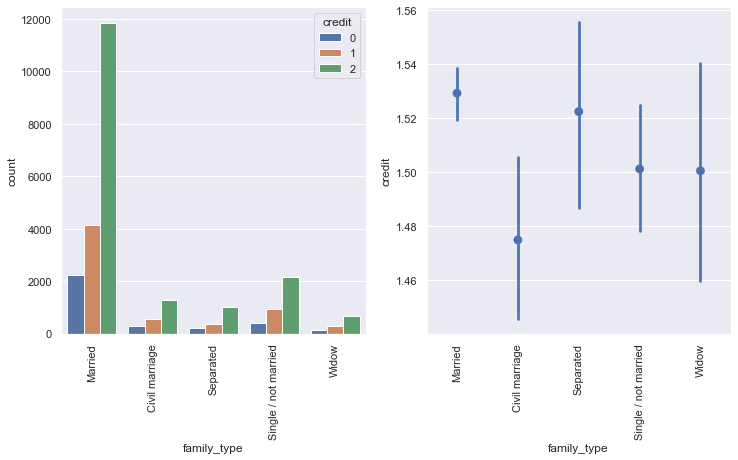 12000
10000
8000
6000
4000
2000
0
count
credit
0
1
2
Married
Civil marriage
Separated
Single / not married
Widow
family_type
1.56
1.54
1.52
1.50
1.48
1.46
credit
Married
Civil marriage
Separated
Single / not married
Widow
family_type